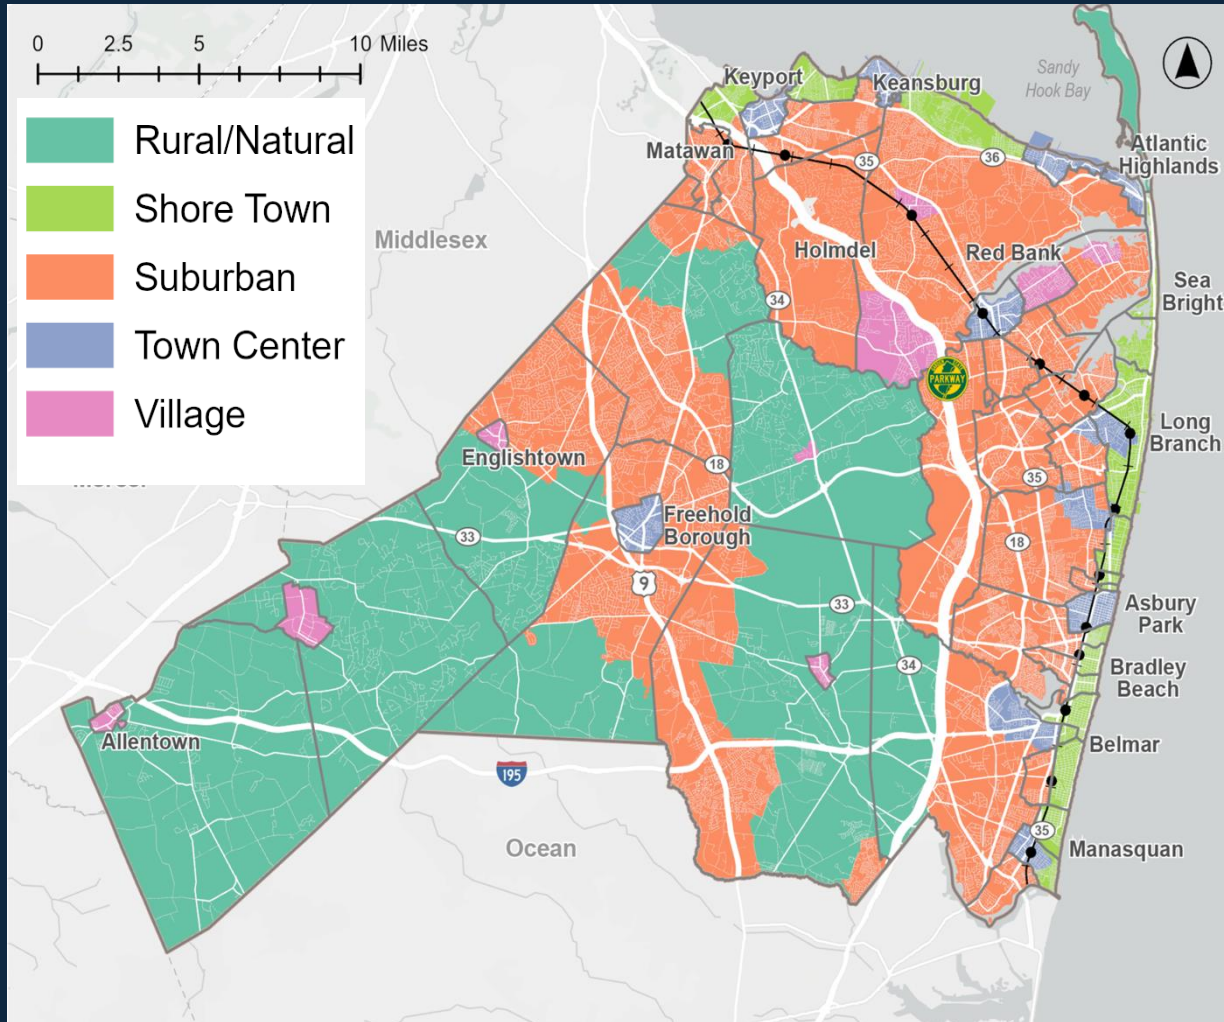 0 2.5 5 10 Miles
Rural/Natural
Shore Town
Suburban
Town Center
Village
Keyport
Keansburg
Sandy
Hook Bay
Matawan
35
36
Atlantic
Highlands
Middlesex
Holmdel
Red Bank
Sea
Bright
34
PARKWAY
Long
Branch
Englishtown
18
35
Freehold
Borough
33
18
9
33
Asbury
Park
34
Bradley
Beach
Allentown
Belmar
195
35
Ocean
Manasquan